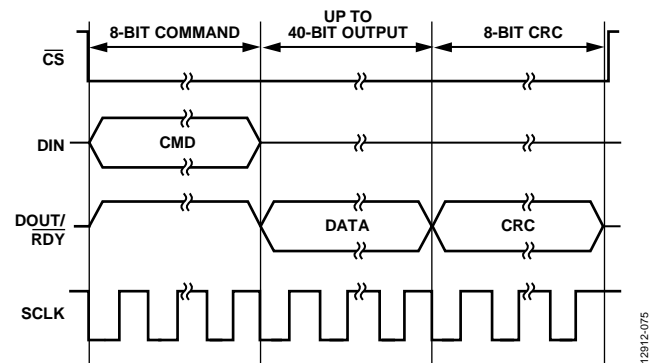 8-BIT COMMAND
UP TO
40-BIT OUTPUT
8-BIT CRC
CS
DIN
CMD
DOUT/
RDY
DATA
CRC
SCLK
12912-075